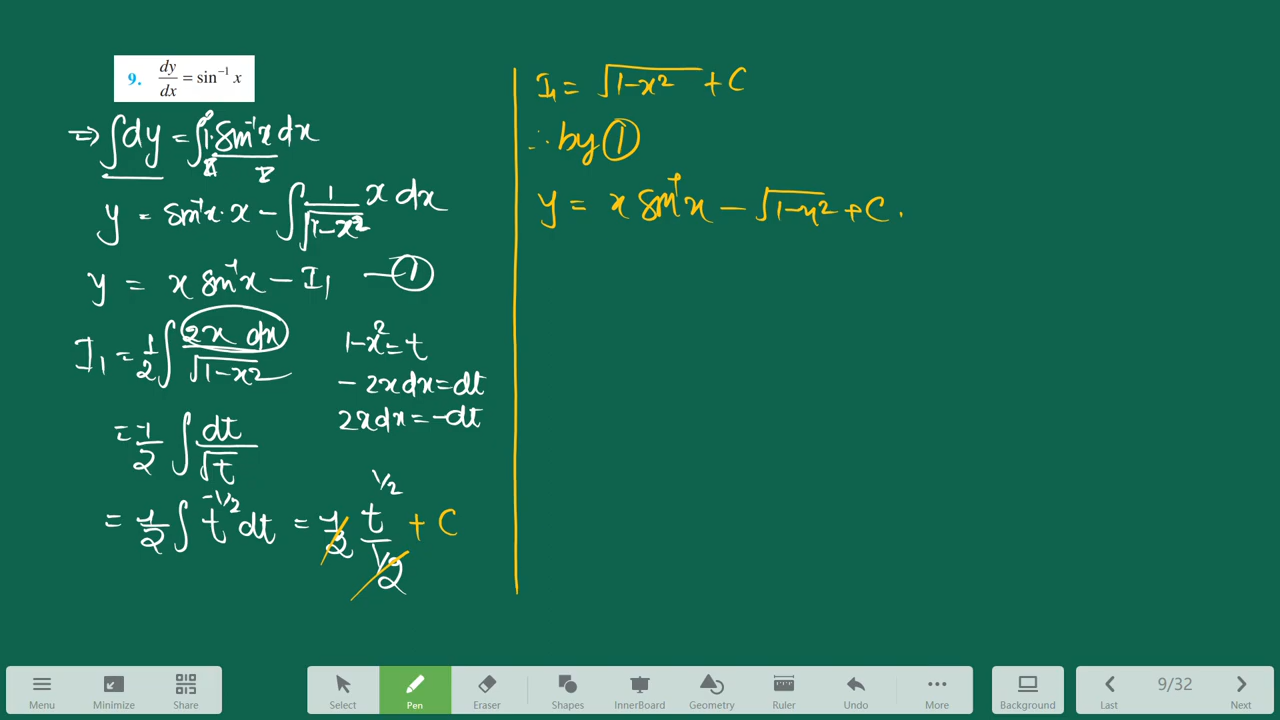 9. dy/dx = sin⁻¹ x
⇒ ∫dy = ∫1·sin⁻¹x dx
I II
y = sin⁻¹x·x − ∫ 1/√(1−x²) x dx
y = x sin⁻¹x − I₁ —①
I₁ = 1/2 ∫ 2x dx/√(1−x²)
1−x² = t
−2x dx = dt
2x dx = −dt
= −1/2 ∫ dt/√t
= −1/2 ∫ t^(−1/2) dt = −1/2 t^(1/2)/(1/2) + C
I₁ = √(1−x²) + C
∴ by ①
y = x sin⁻¹x − √(1−x²) + C.
Menu
Minimize
Share
Select
Pen
Eraser
Shapes
InnerBoard
Geometry
Ruler
Undo
More
Background
Last
9/32
Next